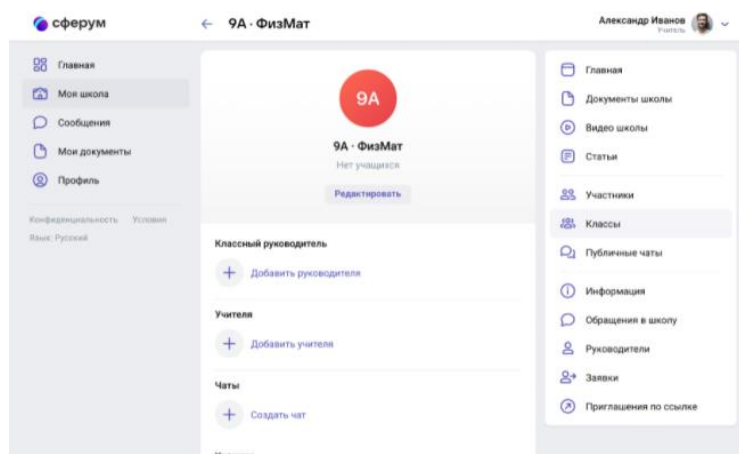 сферум
← 9А · ФизМат
Александр Иванов
Учитель
Главная
Моя школа
Сообщения
Мои документы
Профиль
Конфиденциальность Условия
Язык: Русский
9А
9А · ФизМат
Нет учащихся
Редактировать
Классный руководитель
Добавить руководителя
Учителя
Добавить учителя
Чаты
Создать чат
Главная
Документы школы
Видео школы
Статьи
Участники
Классы
Публичные чаты
Информация
Обращения в школу
Руководители
Заявки
Приглашения по ссылке